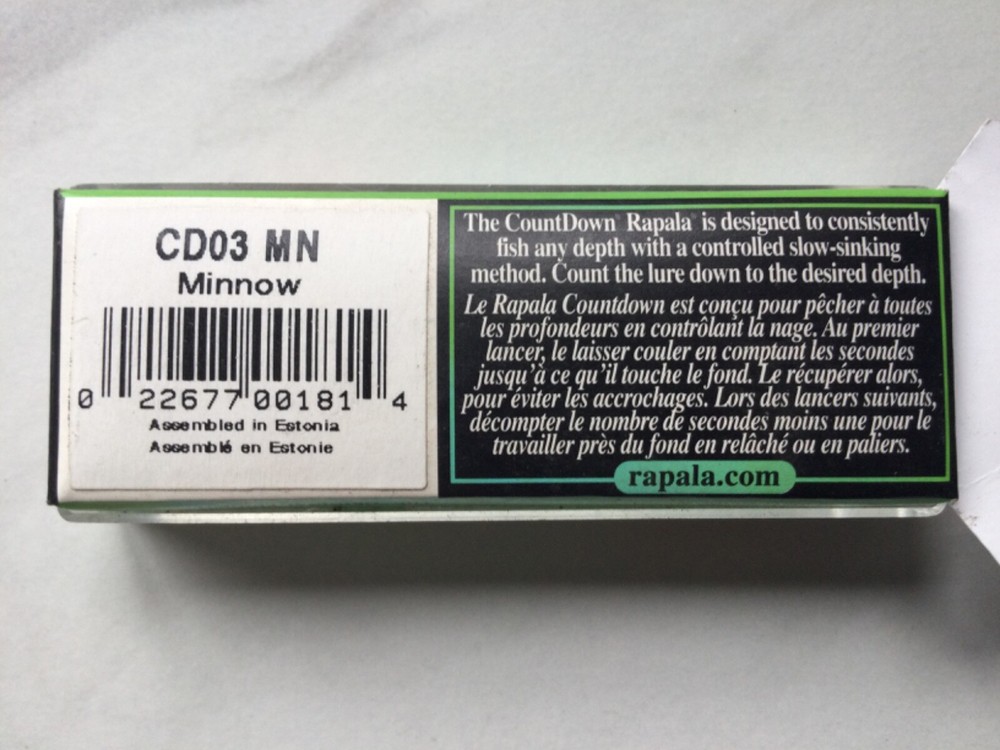 CD03 MN
Minnow
0 22677 00181 4
Assembled in Estonia
Assemblé en Estonie
The CountDown Rapala is designed to consistently
fish any depth with a controlled slow-sinking
method. Count the lure down to the desired depth.
Le Rapala Countdown est conçu pour pêcher à toutes
les profondeurs en contrôlant la nage. Au premier
lancer, le laisser couler en comptant les secondes
jusqu'à ce qu'il touche le fond. Le récupérer alors,
pour éviter les accrochages. Lors des lancers suivants,
décompter le nombre de secondes moins une pour le
travailler près du fond en relâché ou en paliers.
rapala.com